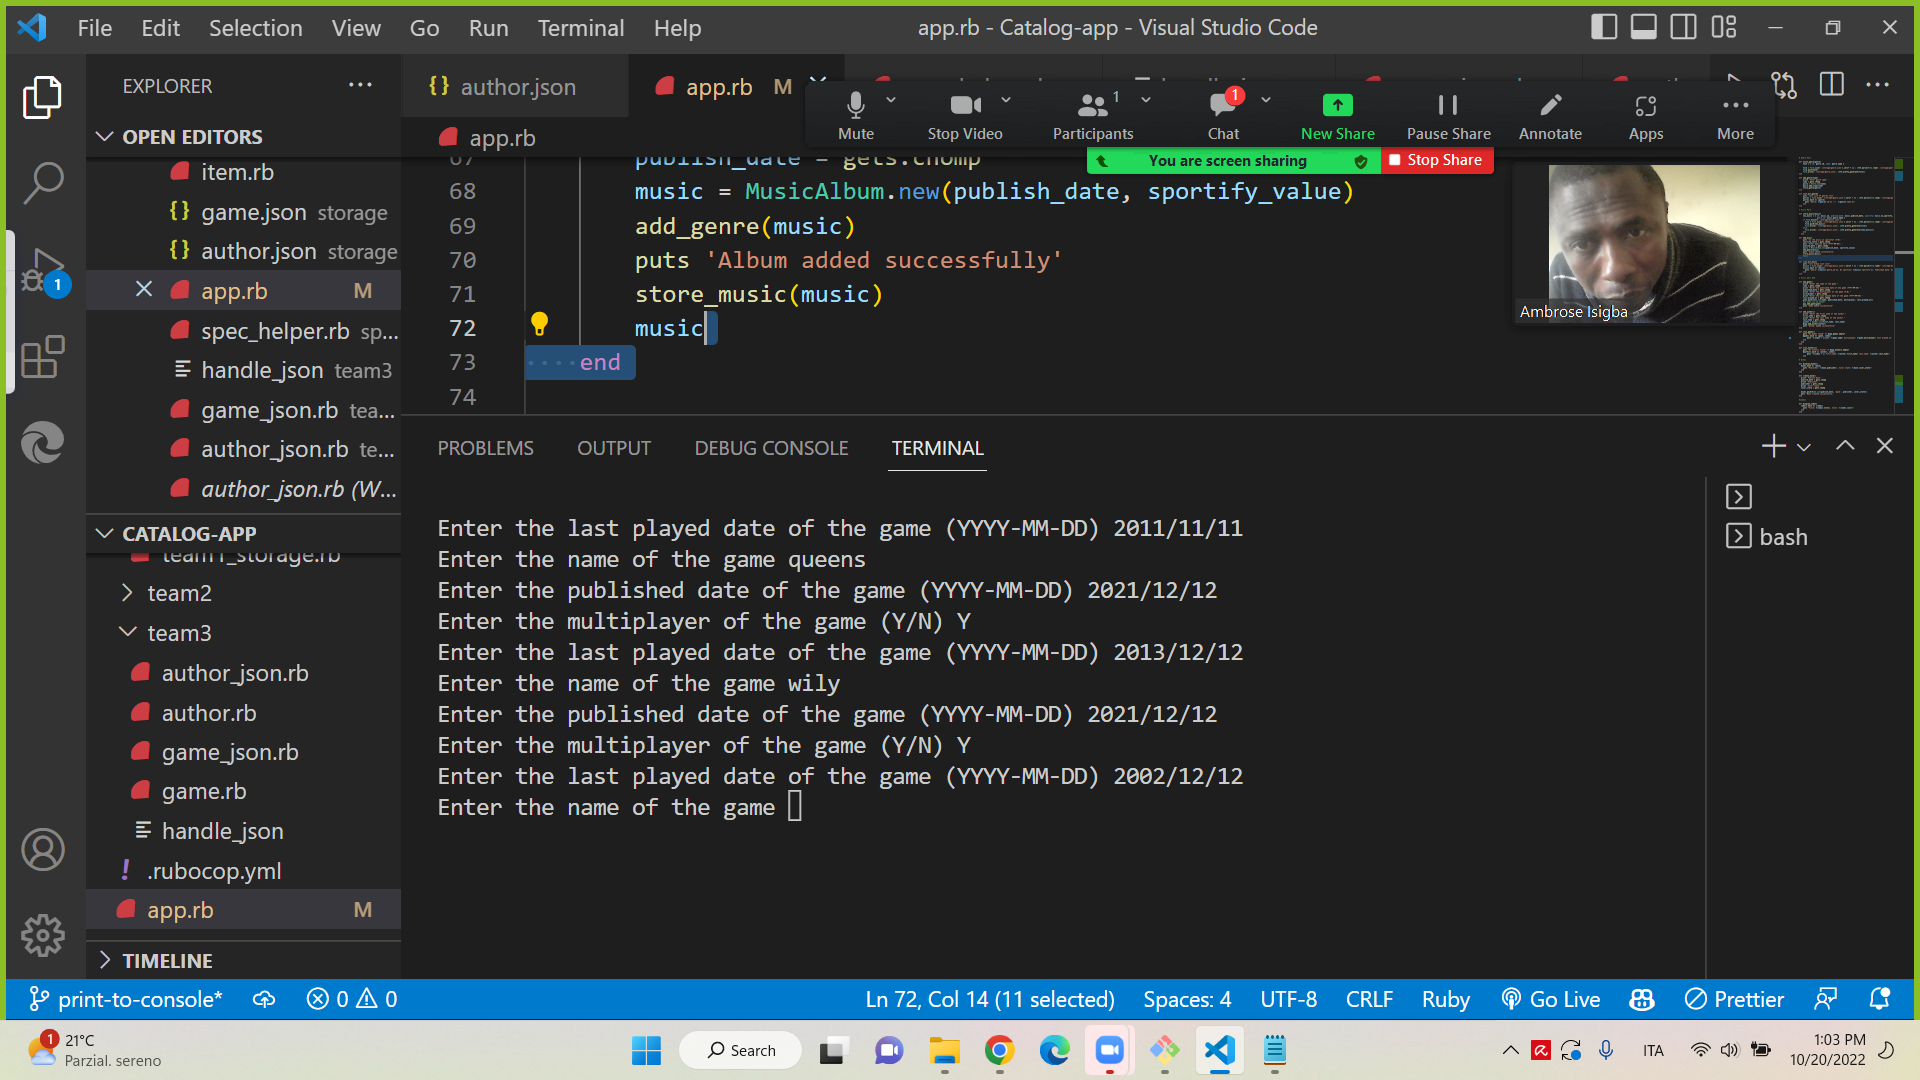 File Edit Selection View Go Run Terminal Help
app.rb - Catalog-app - Visual Studio Code
EXPLORER
{} author.json
app.rb M
Mute
Stop Video
Participants 1
Chat 1
New Share
Pause Share
Annotate
Apps
More
You are screen sharing
Stop Share
OPEN EDITORS
item.rb
{} game.json storage
{} author.json storage
app.rb M
spec_helper.rb sp...
handle_json team3
game_json.rb tea...
author_json.rb te...
author_json.rb (W...
CATALOG-APP
team1_storage.rb
team2
team3
author_json.rb
author.rb
game_json.rb
game.rb
handle_json
! .rubocop.yml
app.rb M
TIMELINE
1
app.rb
67 publish_date = gets.chomp
68 music = MusicAlbum.new(publish_date, sportify_value)
69 add_genre(music)
70 puts 'Album added successfully'
71 store_music(music)
72 music
73 ····end
74
Ambrose Isigba
PROBLEMS OUTPUT DEBUG CONSOLE TERMINAL
Enter the last played date of the game (YYYY-MM-DD) 2011/11/11
Enter the name of the game queens
Enter the published date of the game (YYYY-MM-DD) 2021/12/12
Enter the multiplayer of the game (Y/N) Y
Enter the last played date of the game (YYYY-MM-DD) 2013/12/12
Enter the name of the game wily
Enter the published date of the game (YYYY-MM-DD) 2021/12/12
Enter the multiplayer of the game (Y/N) Y
Enter the last played date of the game (YYYY-MM-DD) 2002/12/12
Enter the name of the game
bash
print-to-console* 0 0
Ln 72, Col 14 (11 selected) Spaces: 4 UTF-8 CRLF Ruby Go Live Prettier
1
21°C
Parzial. sereno
Search
ITA
1:03 PM
10/20/2022